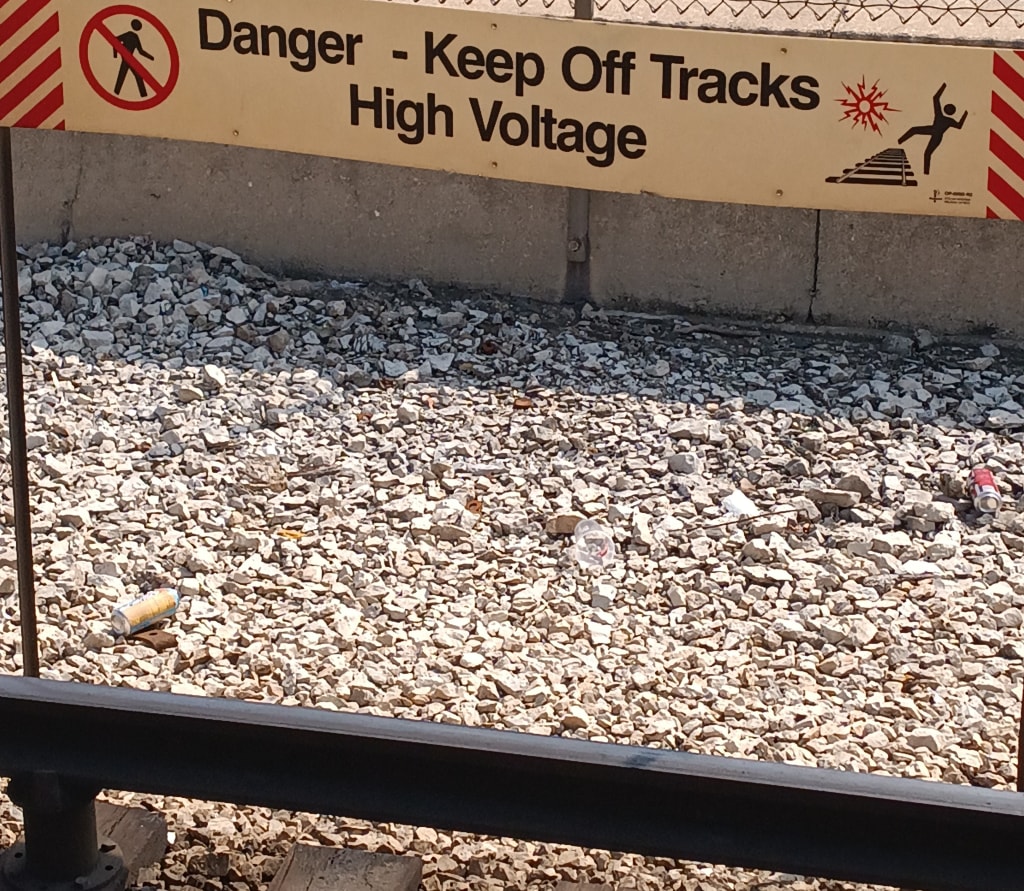 Danger - Keep Off Tracks
High Voltage